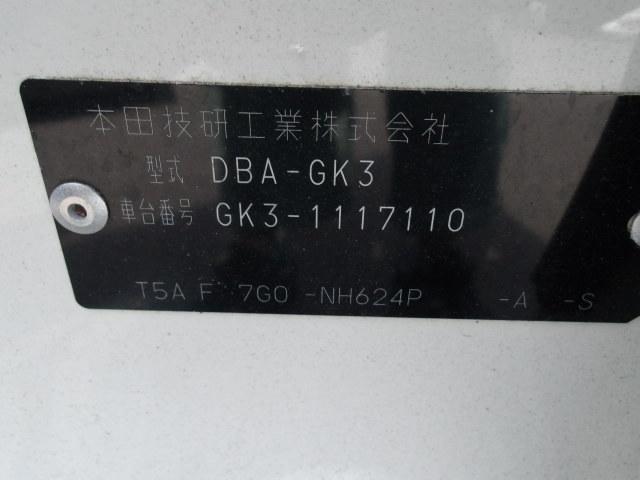 本田技研工業株式会社
型式 DBA-GK3
車台番号 GK3-1117110
T5A F 7G0 -NH624P -A -S